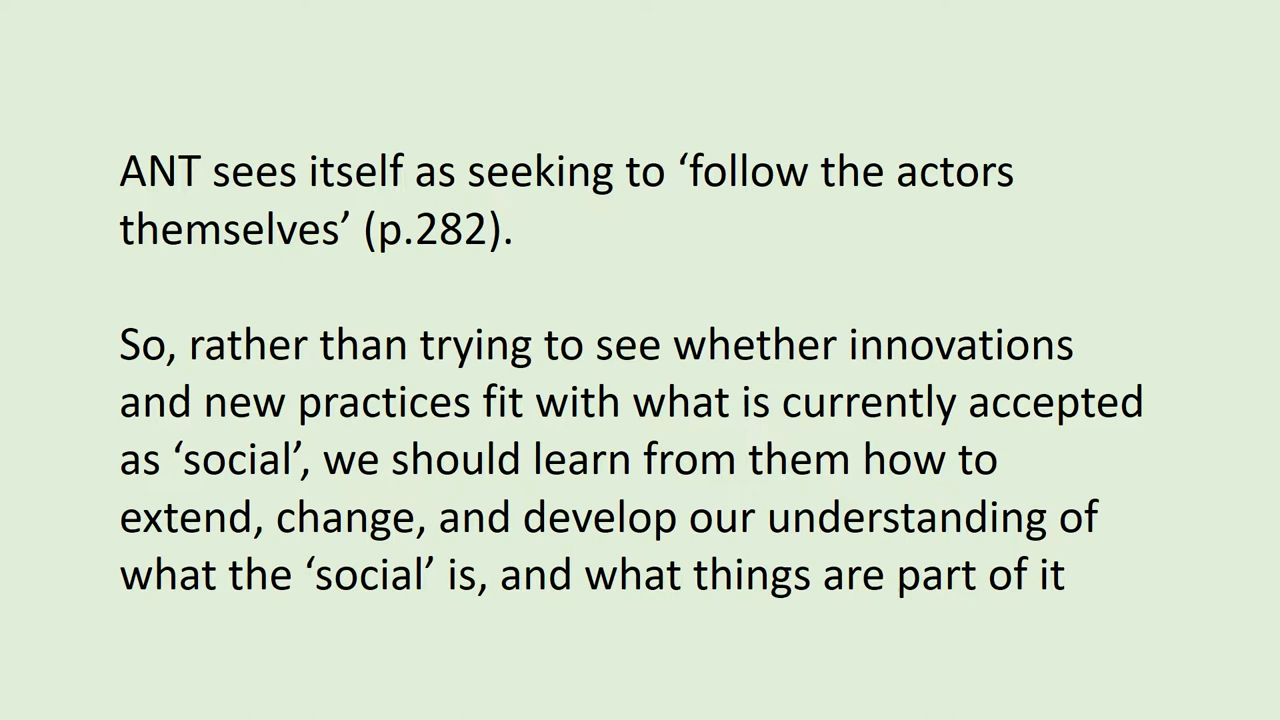 ANT sees itself as seeking to ‘follow the actors
themselves’ (p.282).
So, rather than trying to see whether innovations
and new practices fit with what is currently accepted
as ‘social’, we should learn from them how to
extend, change, and develop our understanding of
what the ‘social’ is, and what things are part of it